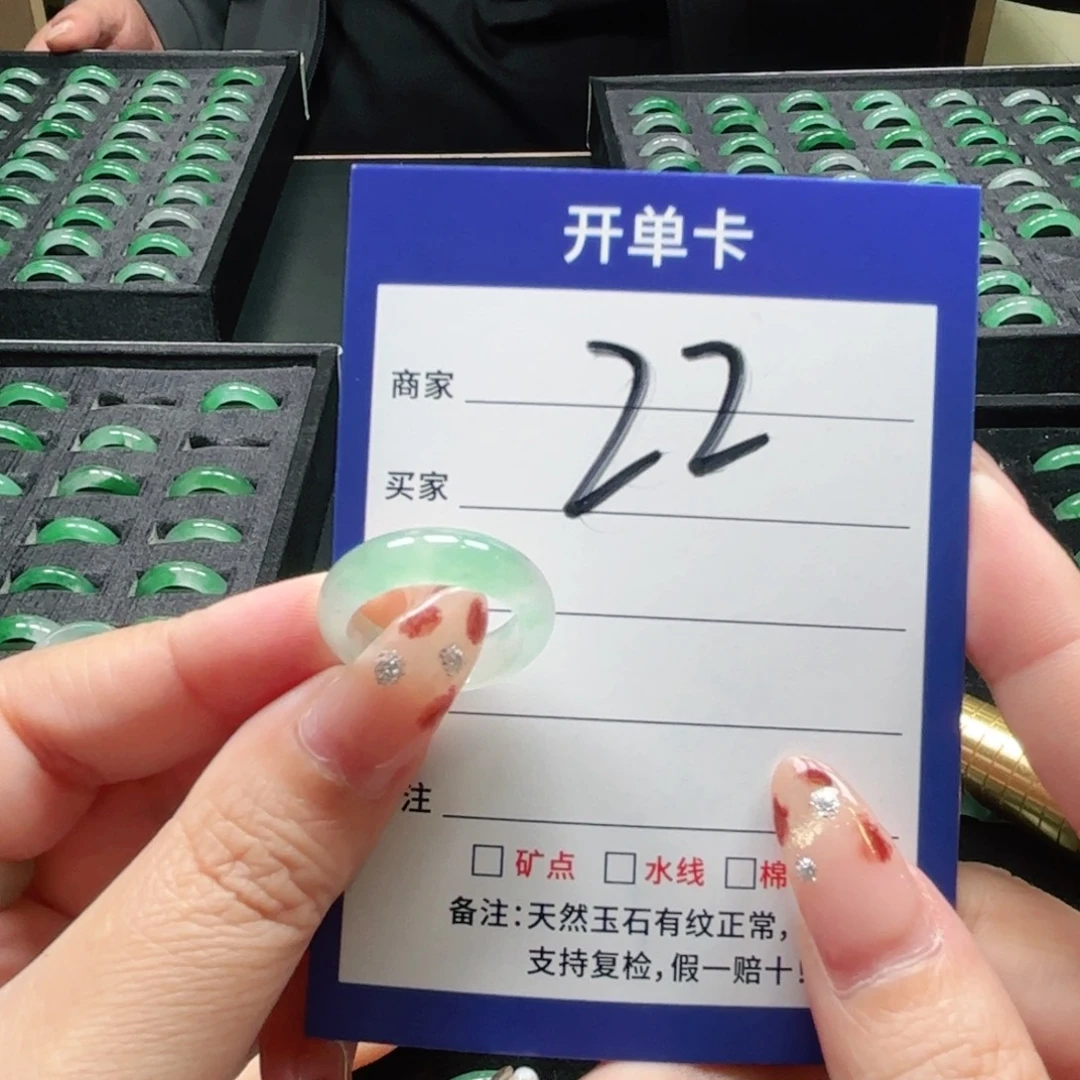 开单卡
商家
22
买家
注
矿点 水线 棉
备注:天然玉石有纹正常,
支持复检,假一赔十!